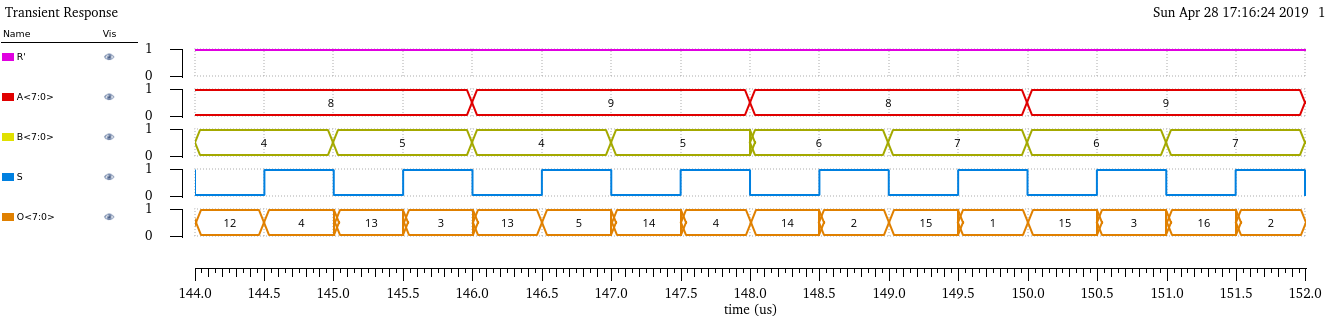 Transient Response Sun Apr 28 17:16:24 2019 1
Name Vis
R' 1
0
A<7:0> 1 8 9 8 9
0
B<7:0> 1 4 5 4 5 6 7 6 7
0
S 1
0
O<7:0> 1 12 4 13 3 13 5 14 4 14 2 15 1 15 3 16 2
0
144.0 144.5 145.0 145.5 146.0 146.5 147.0 147.5 148.0 148.5 149.0 149.5 150.0 150.5 151.0 151.5 152.0
time (us)